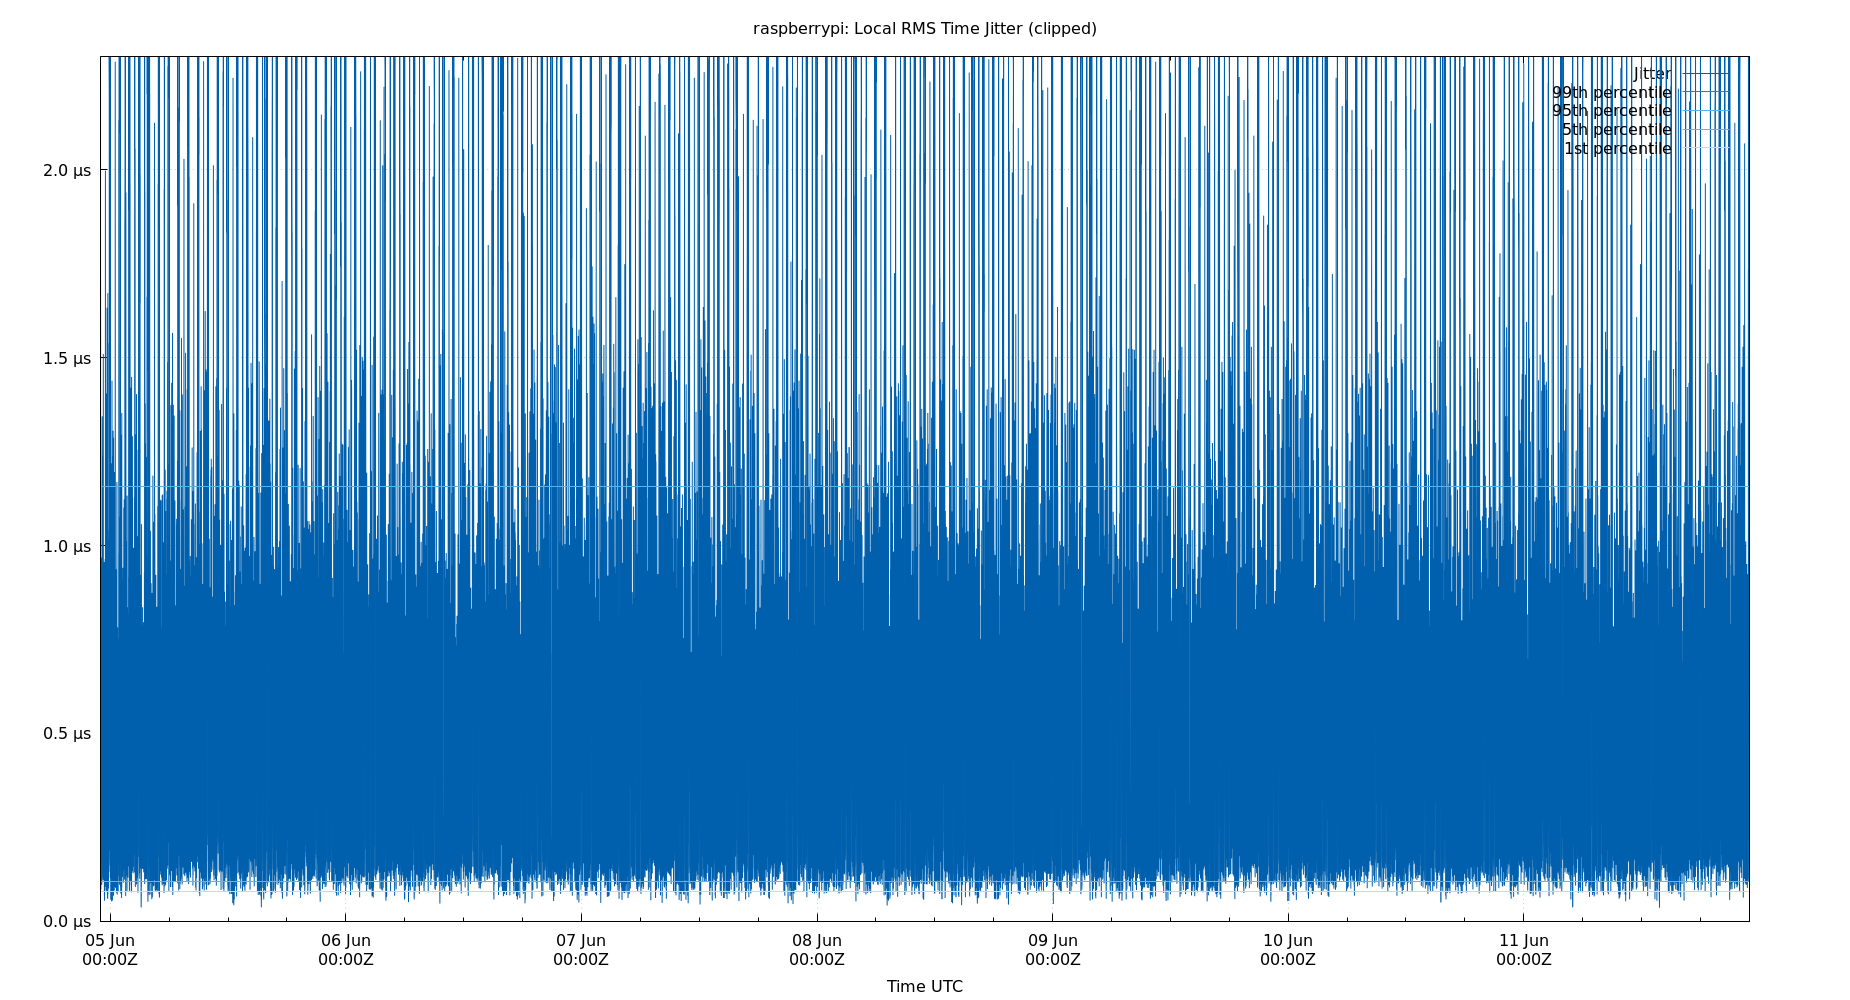 raspberrypi: Local RMS Time Jitter (clipped)
Jitter
99th percentile
95th percentile
5th percentile
1st percentile
2.0 µs
1.5 µs
1.0 µs
0.5 µs
0.0 µs
05 Jun 06 Jun 07 Jun 08 Jun 09 Jun 10 Jun 11 Jun
00:00Z 00:00Z 00:00Z 00:00Z 00:00Z 00:00Z 00:00Z
Time UTC